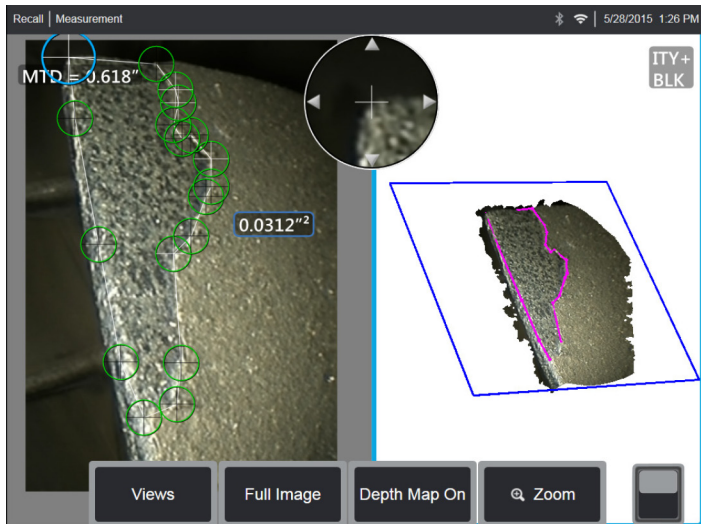 Recall | Measurement
5/28/2015 1:26 PM
MTD = 0.618"
ITY+
BLK
0.0312"²
Views
Full Image
Depth Map On
Zoom